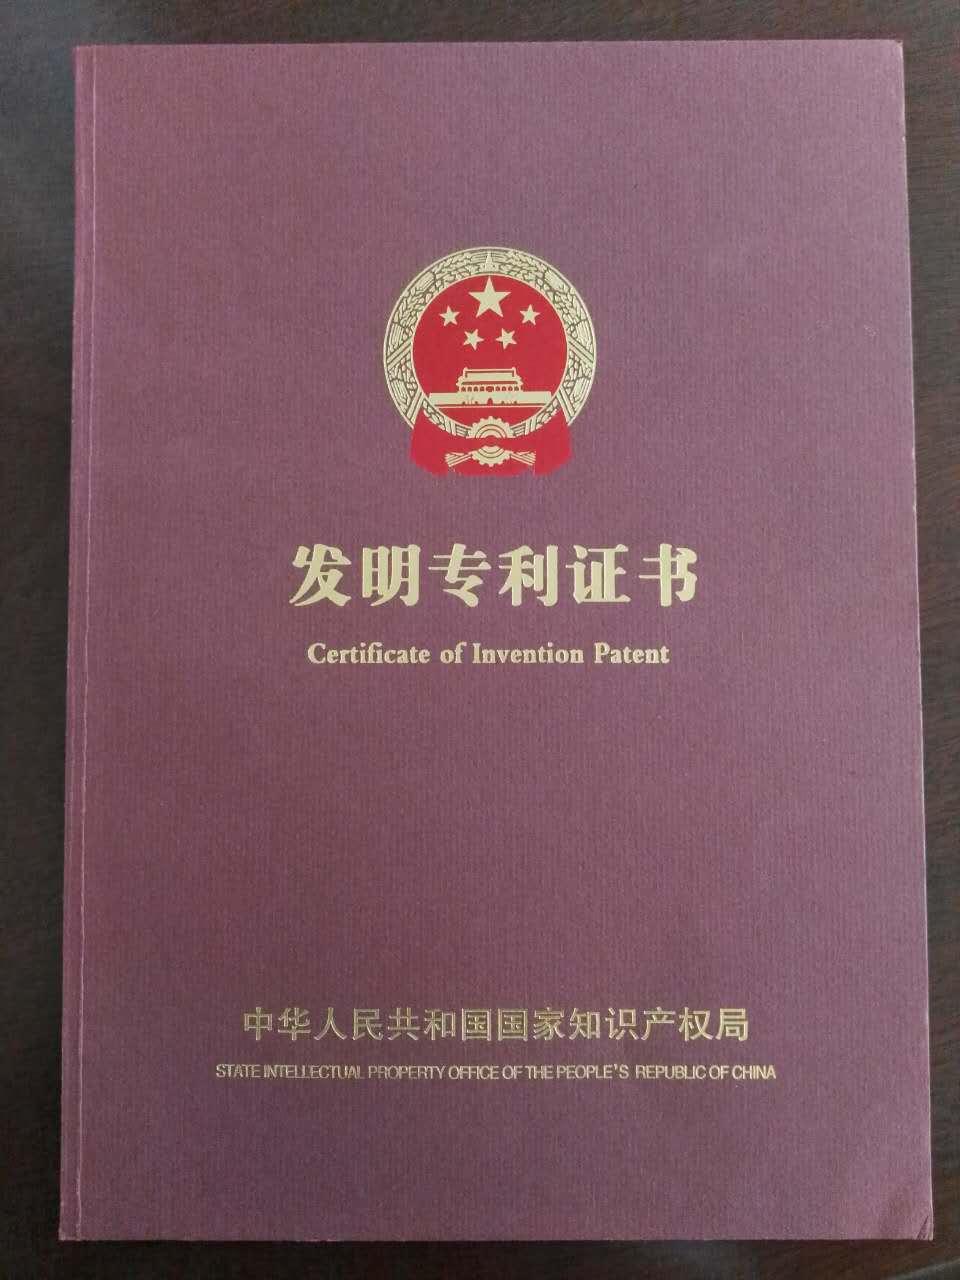 发明专利证书
Certificate of Invention Patent
中华人民共和国国家知识产权局
STATE INTELLECTUAL PROPERTY OFFICE OF THE PEOPLE'S REPUBLIC OF CHINA